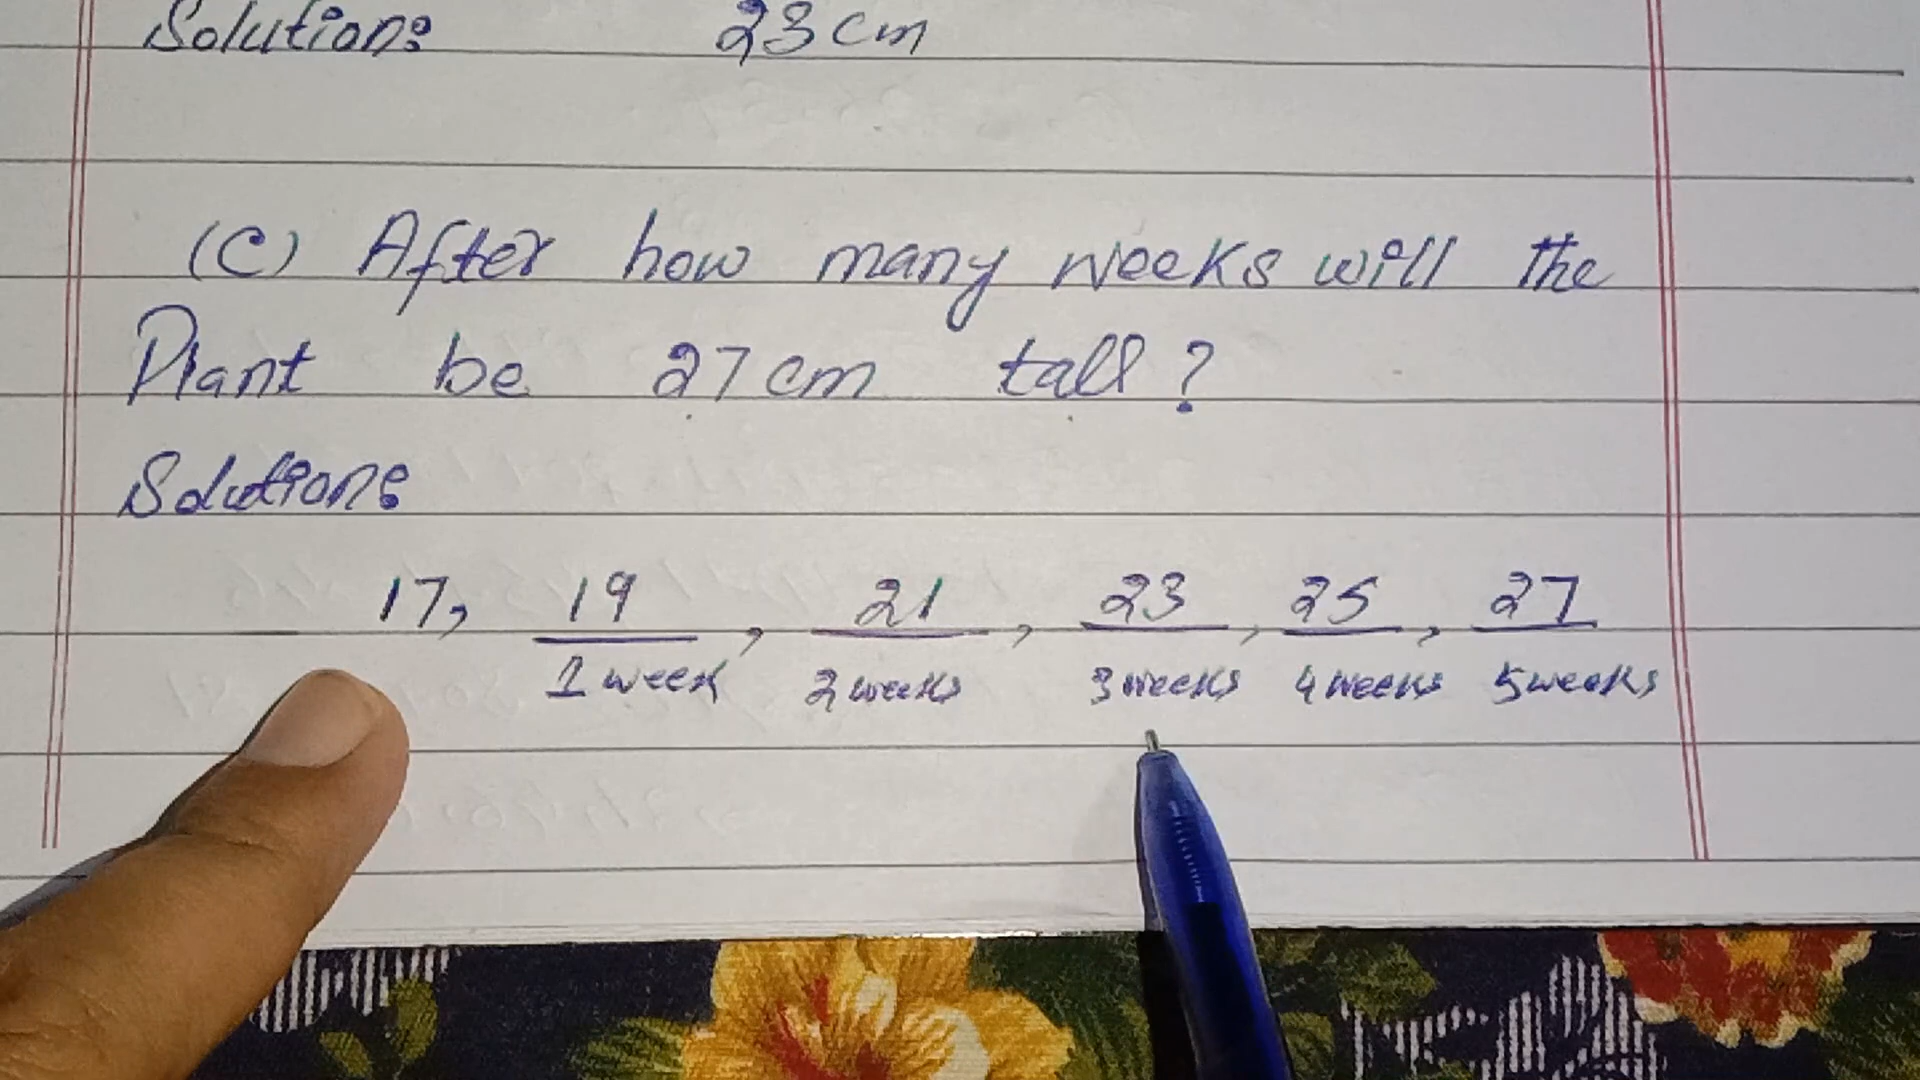 Solution: 23 cm
(C) After how many weeks will the
Plant be 27 cm tall?
Solution:
17, 19, 21, 23, 25, 27
1 week 2 weeks 3 weeks 4 weeks 5 weeks